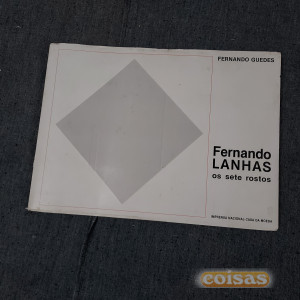 FERNANDO GUEDES
Fernando
LANHAS
os sete rostos
IMPRENSA NACIONAL CASA DA MOEDA
coisas